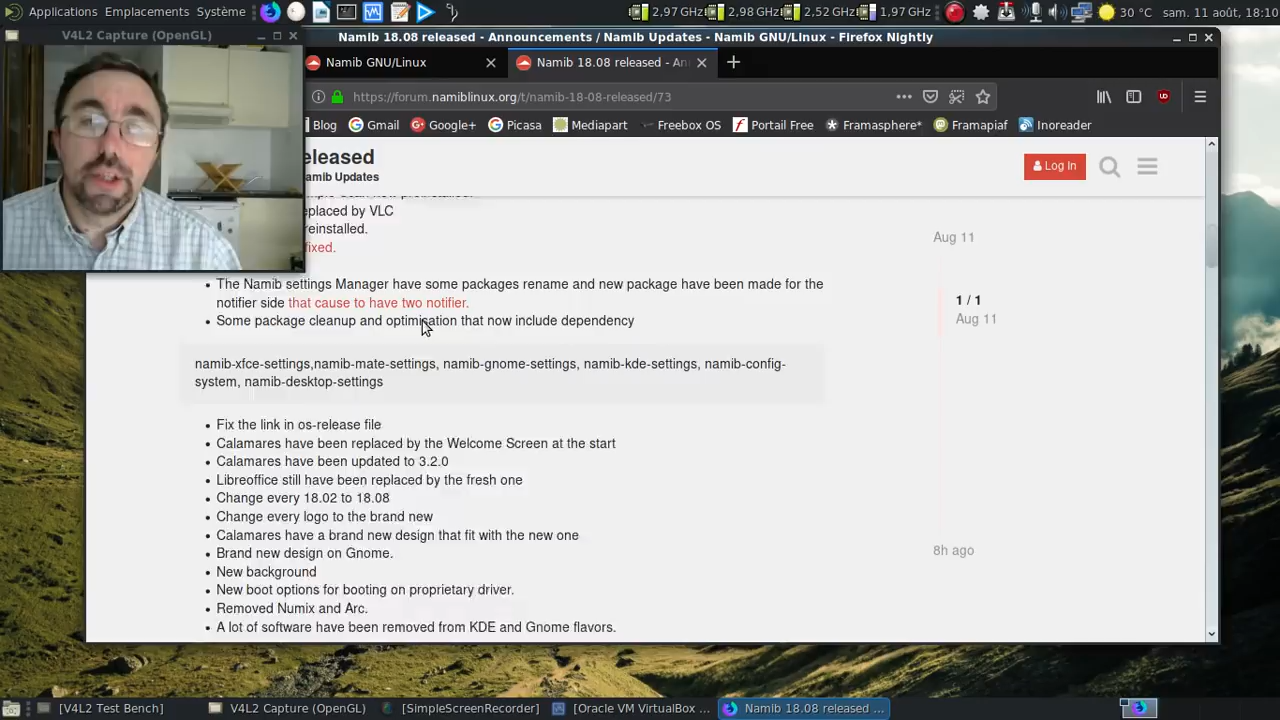 Applications Emplacements Système 2,97 GHz 2,98 GHz 2,52 GHz 1,97 GHz 30 °C sam. 11 août, 18:10
V4L2 Capture (OpenGL)
Namib 18.08 released - Announcements / Namib Updates - Namib GNU/Linux - Firefox Nightly
Namib GNU/Linux
Namib 18.08 released - An
https://forum.namiblinux.org/t/namib-18-08-released/73
Blog Gmail Google+ Picasa Mediapart Freebox OS Portail Free Framasphere* Framapiaf Inoreader
eleased
amib Updates
Log In
eplaced by VLC
reinstalled.
fixed.
The Namib settings Manager have some packages rename and new package have been made for the
notifier side that cause to have two notifier.
Some package cleanup and optimisation that now include dependency
namib-xfce-settings,namib-mate-settings, namib-gnome-settings, namib-kde-settings, namib-config-
system, namib-desktop-settings
Fix the link in os-release file
Calamares have been replaced by the Welcome Screen at the start
Calamares have been updated to 3.2.0
Libreoffice still have been replaced by the fresh one
Change every 18.02 to 18.08
Change every logo to the brand new
Calamares have a brand new design that fit with the new one
Brand new design on Gnome.
New background
New boot options for booting on proprietary driver.
Removed Numix and Arc.
A lot of software have been removed from KDE and Gnome flavors.
Aug 11
1 / 1
Aug 11
8h ago
[V4L2 Test Bench] V4L2 Capture (OpenGL) [SimpleScreenRecorder] [Oracle VM VirtualBox ... Namib 18.08 released ...